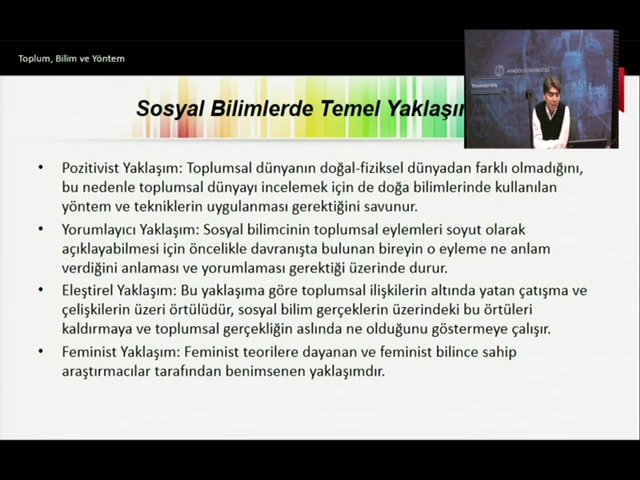 Toplum, Bilim ve Yöntem
ANADOLU ÜNİVERSİTESİ
Sosyal Bilimlerde Temel Yaklaşım
• Pozitivist Yaklaşım: Toplumsal dünyanın doğal-fiziksel dünyadan farklı olmadığını,
bu nedenle toplumsal dünyayı incelemek için de doğa bilimlerinde kullanılan
yöntem ve tekniklerin uygulanması gerektiğini savunur.
• Yorumlayıcı Yaklaşım: Sosyal bilimcinin toplumsal eylemleri soyut olarak
açıklayabilmesi için öncelikle davranışta bulunan bireyin o eyleme ne anlam
verdiğini anlaması ve yorumlaması gerektiği üzerinde durur.
• Eleştirel Yaklaşım: Bu yaklaşıma göre toplumsal ilişkilerin altında yatan çatışma ve
çelişkilerin üzeri örtülüdür, sosyal bilim gerçeklerin üzerindeki bu örtüleri
kaldırmaya ve toplumsal gerçekliğin aslında ne olduğunu göstermeye çalışır.
• Feminist Yaklaşım: Feminist teorilere dayanan ve feminist bilince sahip
araştırmacılar tarafından benimsenen yaklaşımdır.